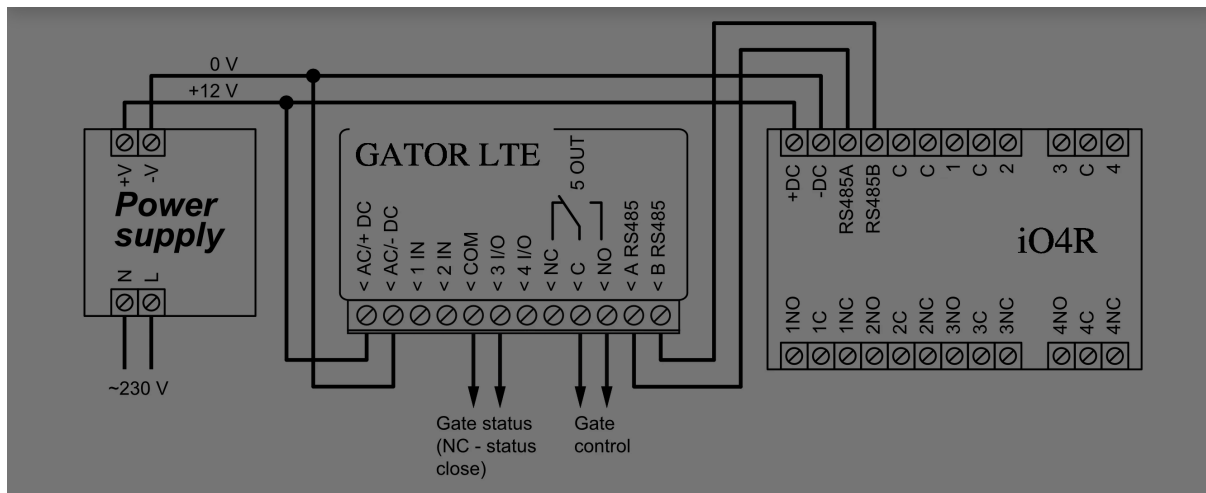 0 V
+12 V
+V
-V
Power
supply
N
L
~230 V
GATOR LTE
5 OUT
< AC/+ DC
< AC/- DC
< 1 IN
< 2 IN
< COM
< 3 I/O
< 4 I/O
< NC
< C
< NO
< A RS485
< B RS485
Gate status
(NC - status
close)
Gate
control
+DC
-DC
RS485A
RS485B
C
C
1
C
2
3
C
4
iO4R
1NO
1C
1NC
2NO
2C
2NC
3NO
3C
3NC
4NO
4C
4NC